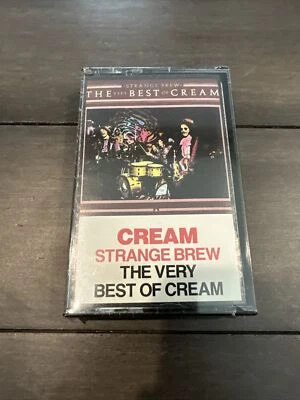 STRANGE BREW
THE VERY BEST OF CREAM
CREAM
STRANGE BREW
THE VERY
BEST OF CREAM